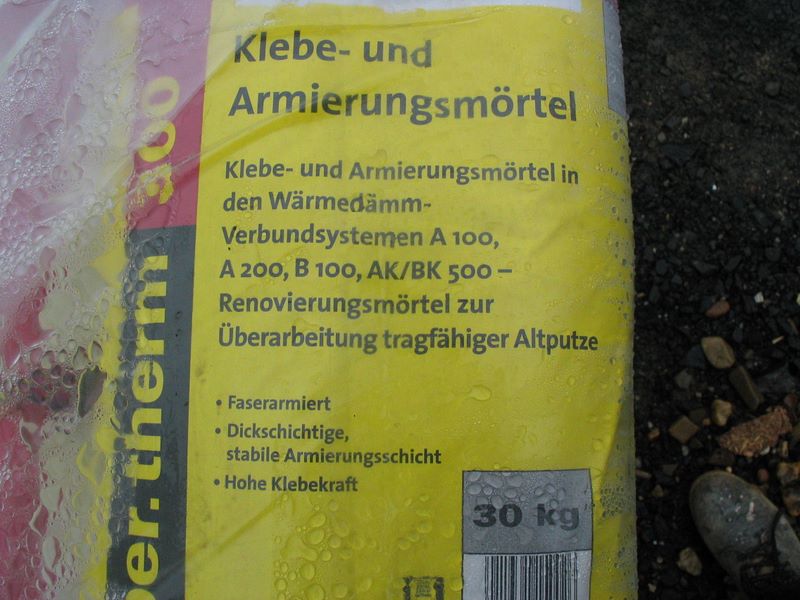 Klebe- und
Armierungsmörtel
Klebe- und Armierungsmörtel in
den Wärmedämm-
Verbundsystemen A 100,
A 200, B 100, AK/BK 500 –
Renovierungsmörtel zur
Überarbeitung tragfähiger Altputze
• Faserarmiert
• Dickschichtige,
stabile Armierungsschicht
• Hohe Klebekraft
30 kg
therm 300